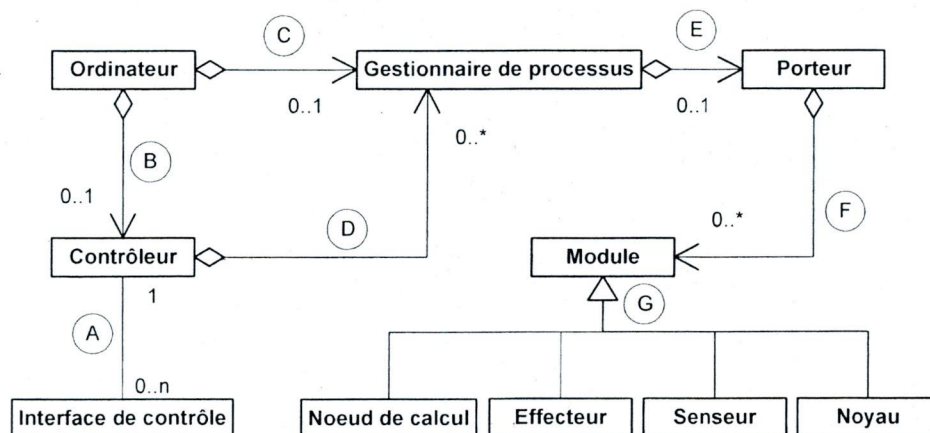 C
E
Ordinateur
Gestionnaire de processus
Porteur
0..1
0..1
0..*
B
F
0..1
0..*
D
Contrôleur
Module
1
G
A
0..n
Interface de contrôle
Noeud de calcul
Effecteur
Senseur
Noyau